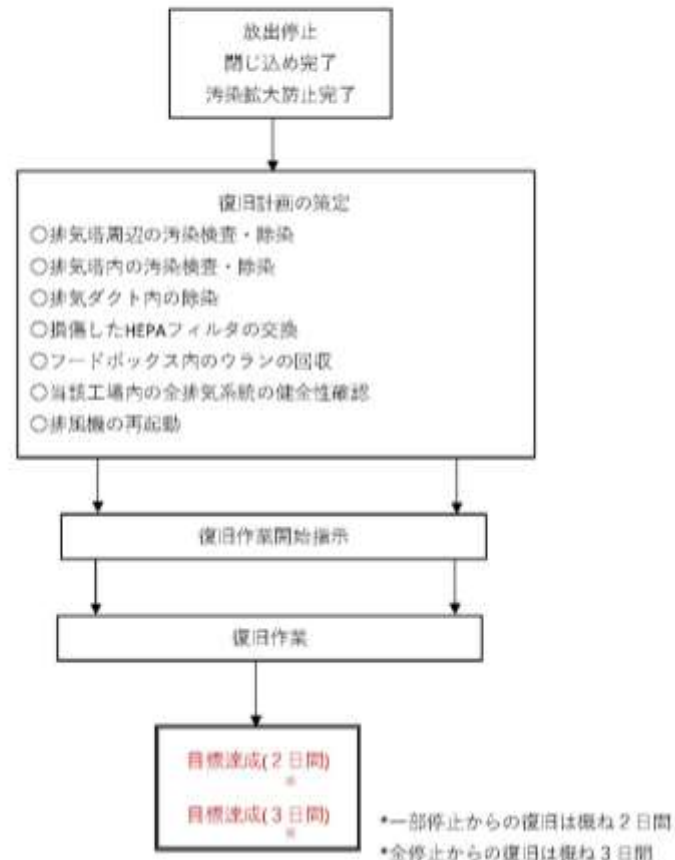 放出停止
閉じ込め完了
汚染拡大防止完了
復旧計画の策定
○排気塔周辺の汚染検査・除染
○排気塔内の汚染検査・除染
○排気ダクト内の除染
○損傷したHEPAフィルタの交換
○フードボックス内のウランの回収
○当該工場内の全排気系統の健全性確認
○排風機の再起動
復旧作業開始指示
復旧作業
目標達成(2日間)
※
目標達成(3日間)
※
*一部停止からの復旧は概ね2日間
*全停止からの復旧は概ね3日間